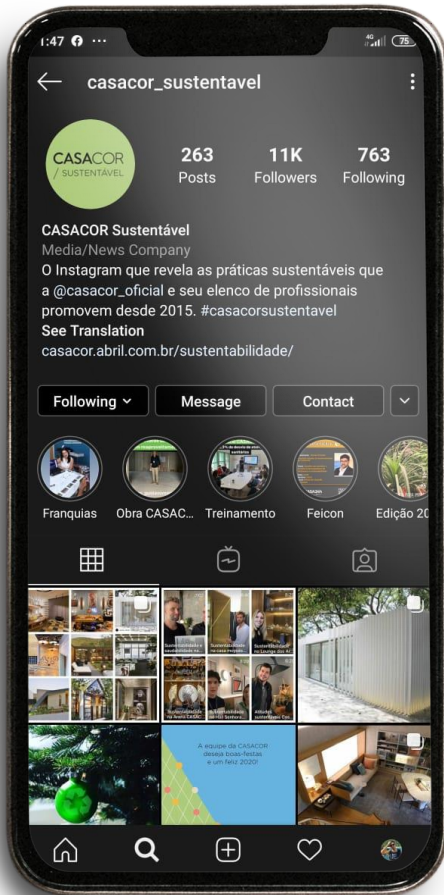 1:47
4G
75
casacor_sustentavel
CASACOR
/ SUSTENTÁVEL
263
Posts
11K
Followers
763
Following
CASACOR Sustentável
Media/News Company
O Instagram que revela as práticas sustentáveis que
a @casacor_oficial e seu elenco de profissionais
promovem desde 2015. #casacorsustentavel
See Translation
casacor.abril.com.br/sustentabilidade/
Following
Message
Contact
Franquias
Obra CASAC...
Treinamento
Feicon
Edição 20
A equipe da CASACOR
deseja boas-festas
e um feliz 2020!